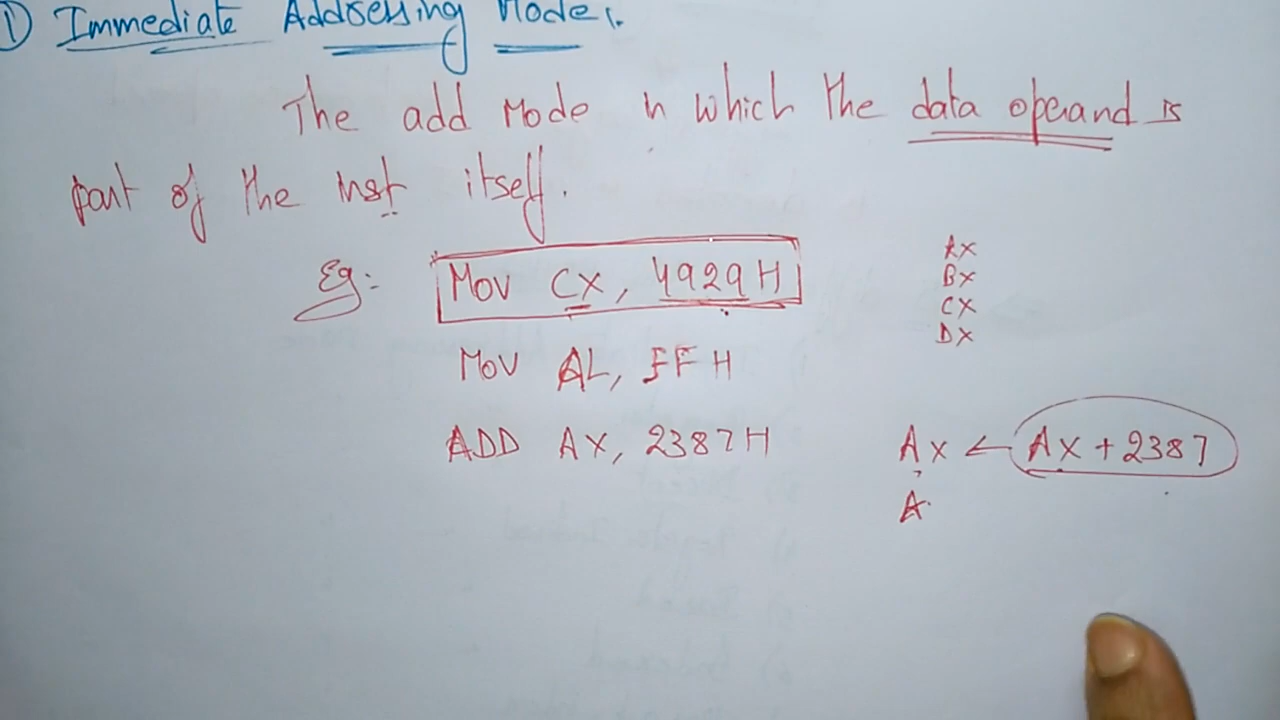 ① Immediate Addressing Mode:.
The add Mode in which the data operand is
part of the inst itself.
Eg: Mov CX, 4929H
Mov AL, FFH
ADD AX, 2387H
AX
BX
CX
DX
AX ← AX + 2387
A